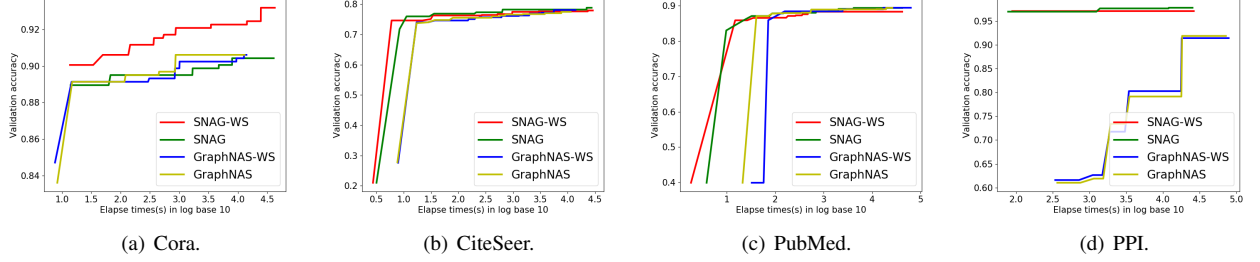 0.92
0.90
0.88
0.86
0.84
Validation accuracy
1.0 1.5 2.0 2.5 3.0 3.5 4.0 4.5
Elapse times(s) in log base 10
SNAG-WS
SNAG
GraphNAS-WS
GraphNAS
(a) Cora.
0.8
0.7
0.6
0.5
0.4
0.3
0.2
Validation accuracy
0.5 1.0 1.5 2.0 2.5 3.0 3.5 4.0 4.5
Elapse times(s) in log base 10
SNAG-WS
SNAG
GraphNAS-WS
GraphNAS
(b) CiteSeer.
0.9
0.8
0.7
0.6
0.5
0.4
Validation accuracy
1 2 3 4 5
Elapse times(s) in log base 10
SNAG-WS
SNAG
GraphNAS-WS
GraphNAS
(c) PubMed.
0.95
0.90
0.85
0.80
0.75
0.70
0.65
0.60
Validation accuracy
2.0 2.5 3.0 3.5 4.0 4.5 5.0
Elapse times(s) in log base 10
SNAG-WS
SNAG
GraphNAS-WS
GraphNAS
(d) PPI.